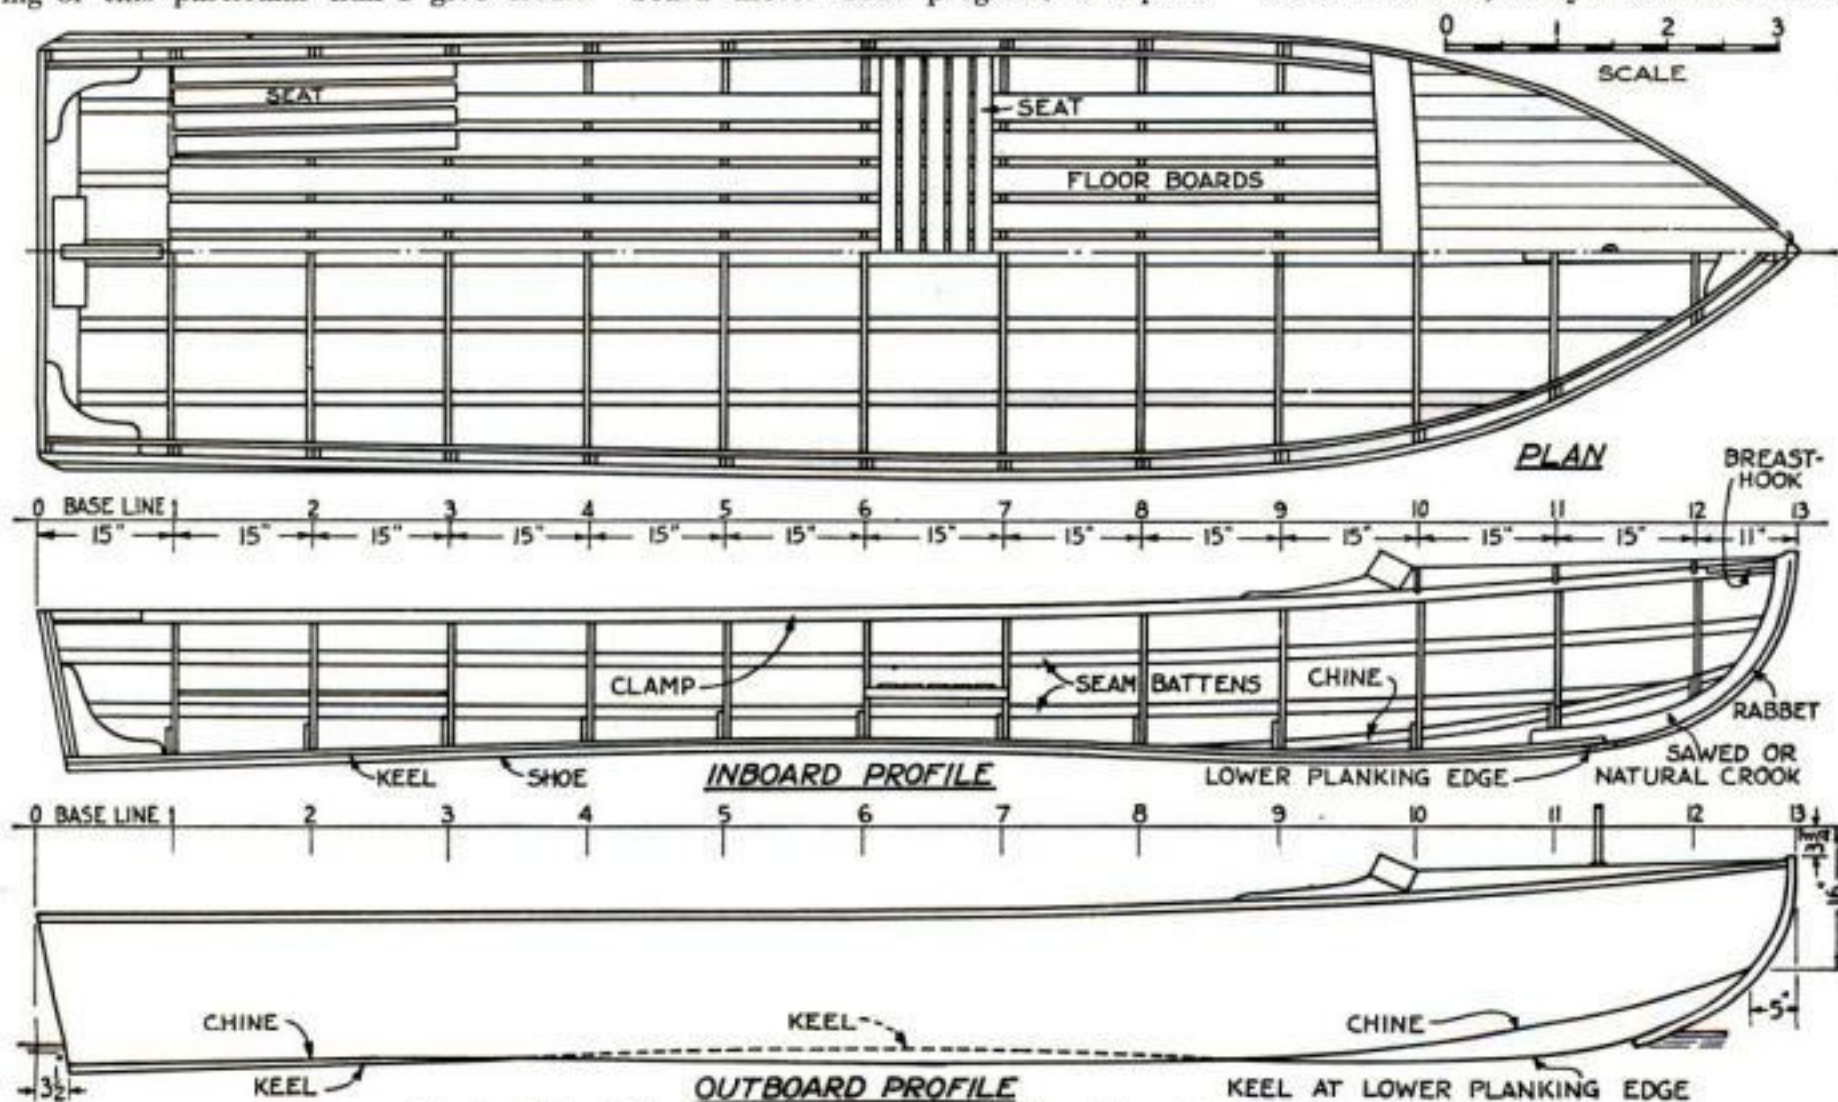 ing of this particular
0 1 2 3
SCALE
SEAT
SEAT
FLOOR BOARDS
PLAN
BREAST-
HOOK
0 BASE LINE 1 2 3 4 5 6 7 8 9 10 11 12 13
15" 15" 15" 15" 15" 15" 15" 15" 15" 15" 15" 15" 11"
CLAMP
SEAM BATTENS
CHINE
RABBET
SAWED OR
NATURAL CROOK
KEEL
SHOE
INBOARD PROFILE
LOWER PLANKING EDGE
0 BASE LINE 1 2 3 4 5 6 7 8 9 10 11 12 13
CHINE
KEEL
CHINE
5"
3½"
KEEL
OUTBOARD PROFILE
KEEL AT LOWER PLANKING EDGE